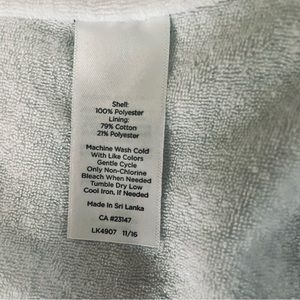 Shell:
100% Polyester
Lining:
79% Cotton
21% Polyester
Machine Wash Cold
With Like Colors
Gentle Cycle
Only Non-Chlorine
Bleach When Needed
Tumble Dry Low
Cool Iron, If Needed
Made in Sri Lanka
CA #23147
LK4907 11/16